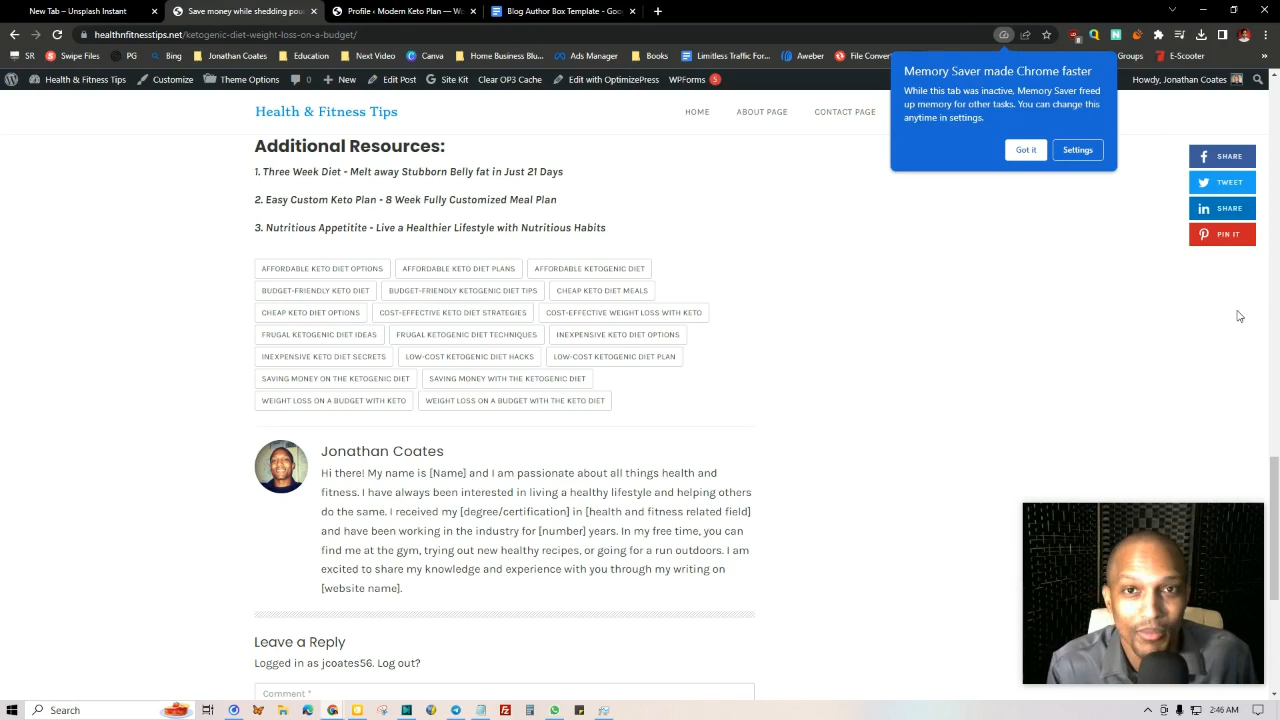 New Tab - Unsplash Instant
Save money while shedding pou
Profile ‹ Modern Keto Plan — W
Blog Author Box Template - Goo
healthnfitnesstips.net/ketogenic-diet-weight-loss-on-a-budget/
SR
Smiles Offers
PG
Bing
Jonathan Coates
Next Video
Canva
Facebook
Home Business Blu...
Ads Manager
Books
Limitless Traffic Off...
Aweber
File Conver
Groups
E-Scooter
Health & Fitness Tips
Customize
Theme Options
0
New
Edit Post
Site Kit
Clear OP3 Cache
Edit with OptimizePress
WPForms 5
Howdy, Jonathan Coates
Memory Saver made Chrome faster
While this tab was inactive, Memory Saver freed
up memory for other tasks. You can change this
anytime in settings.
Got it
Settings
Health & Fitness Tips
HOME
ABOUT PAGE
CONTACT PAGE
SHARE
TWEET
SHARE
PIN IT
Additional Resources:
1. Three Week Diet - Melt away Stubborn Belly fat in Just 21 Days
2. Easy Custom Keto Plan - 8 Week Fully Customized Meal Plan
3. Nutritious Appetitite - Live a Healthier Lifestyle with Nutritious Habits
AFFORDABLE KETO DIET OPTIONS
AFFORDABLE KETO DIET PLANS
AFFORDABLE KETOGENIC DIET
BUDGET-FRIENDLY KETO DIET
BUDGET-FRIENDLY KETOGENIC DIET TIPS
CHEAP KETO DIET MEALS
CHEAP KETO DIET OPTIONS
COST-EFFECTIVE KETO DIET STRATEGIES
COST-EFFECTIVE WEIGHT LOSS WITH KETO
FRUGAL KETOGENIC DIET IDEAS
FRUGAL KETOGENIC DIET TECHNIQUES
INEXPENSIVE KETO DIET OPTIONS
INEXPENSIVE KETO DIET SECRETS
LOW-COST KETOGENIC DIET HACKS
LOW-COST KETOGENIC DIET PLAN
SAVING MONEY ON THE KETOGENIC DIET
SAVING MONEY WITH THE KETOGENIC DIET
WEIGHT LOSS ON A BUDGET WITH KETO
WEIGHT LOSS ON A BUDGET WITH THE KETO DIET
Jonathan Coates
Hi there! My name is [Name] and I am passionate about all things health and
fitness. I have always been interested in living a healthy lifestyle and helping others
do the same. I received my [degree/certification] in [health and fitness related field]
and have been working in the industry for [number] years. In my free time, you can
find me at the gym, trying out new healthy recipes, or going for a run outdoors. I am
excited to share my knowledge and experience with you through my writing on
[website name].
Leave a Reply
Logged in as jcoates56. Log out?
Comment *
Search
2:46 AM